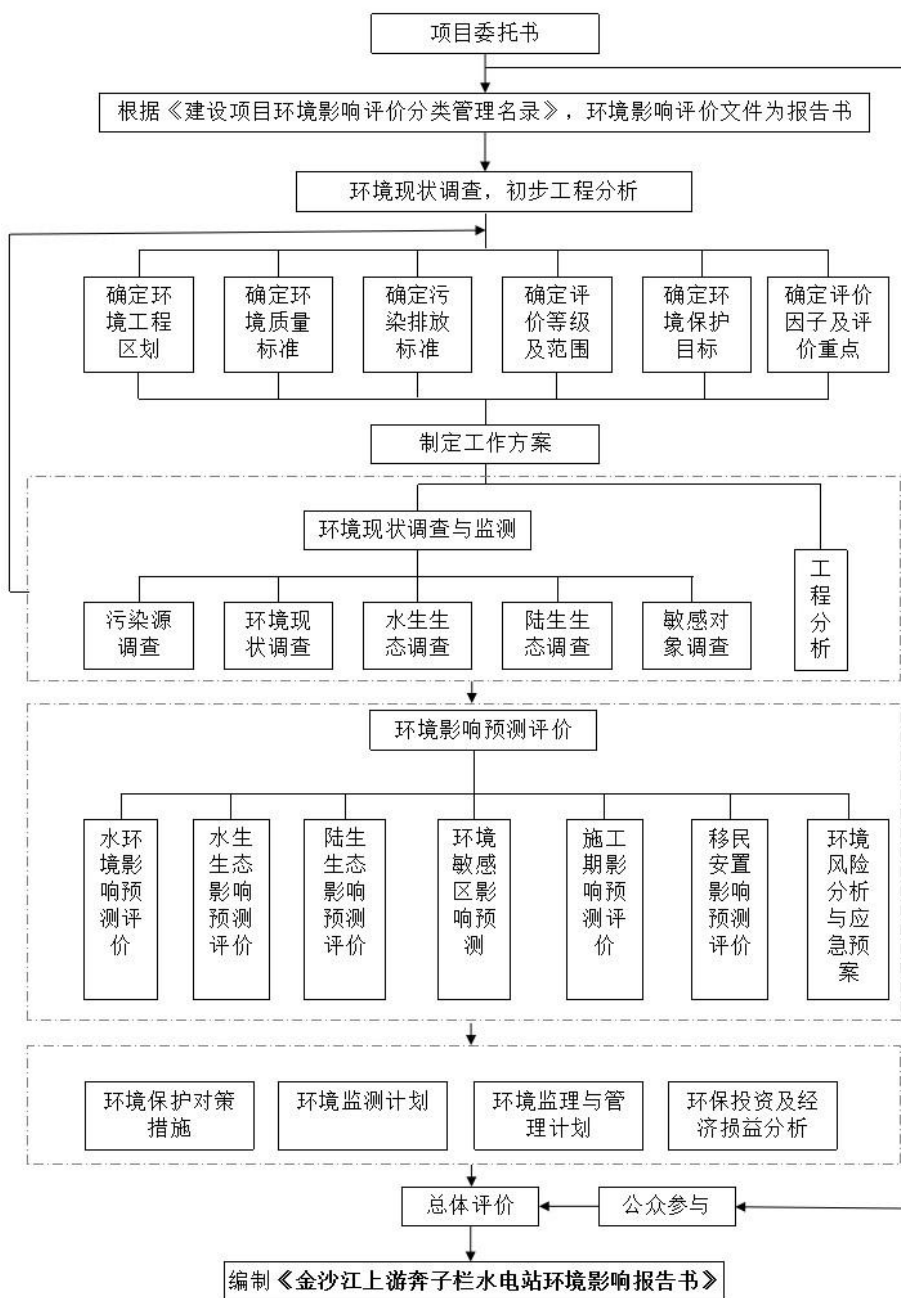 项目委托书
根据《建设项目环境影响评价分类管理名录》，环境影响评价文件为报告书
环境现状调查，初步工程分析
确定环
境工程
区划
确定环
境质量
标准
确定污
染排放
标准
确定评
价等级
及范围
确定环
境保护
目标
确定评价
因子及评
价重点
制定工作方案
环境现状调查与监测
工
程
分
析
污染源
调查
环境现
状调查
水生生
态调查
陆生生
态调查
敏感对
象调查
环境影响预测评价
水环
境影
响预
测评
价
水生
生态
影响
预测
评价
陆生
生态
影响
预测
评价
环境
敏感
区影
响预
测
施工
期影
响预
测评
价
移民
安置
影响
预测
评价
环境
风险
分析
与应
急预
案
环境保护对策
措施
环境监测计划
环境监理与管
理计划
环保投资及经
济损益分析
总体评价
公众参与
编制《金沙江上游奔子栏水电站环境影响报告书》